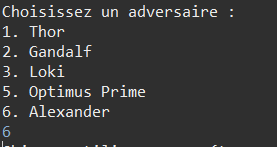 Choisissez un adversaire :
1. Thor
2. Gandalf
3. Loki
5. Optimus Prime
6. Alexander
6